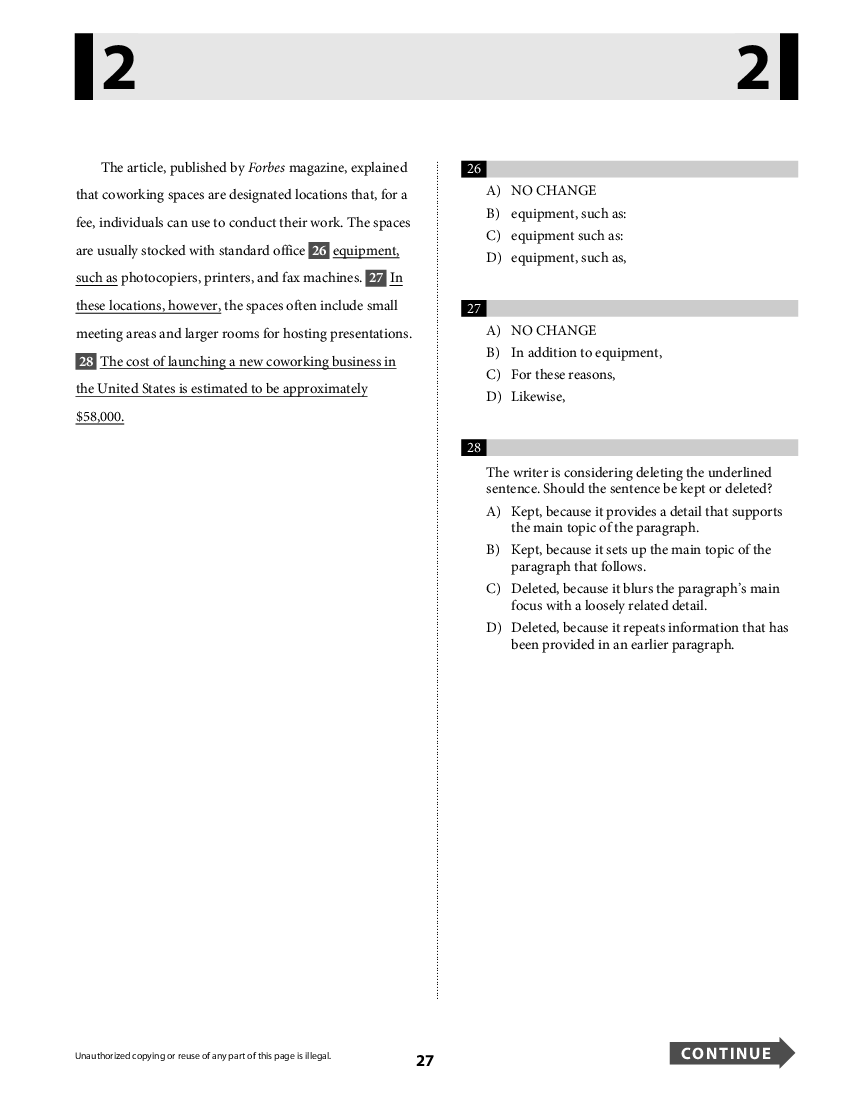 2
2
The article, published by Forbes magazine, explained
that coworking spaces are designated locations that, for a
fee, individuals can use to conduct their work. The spaces
are usually stocked with standard office 26 equipment,
such as photocopiers, printers, and fax machines. 27 In
these locations, however, the spaces often include small
meeting areas and larger rooms for hosting presentations.
28 The cost of launching a new coworking business in
the United States is estimated to be approximately
$58,000.
26
A) NO CHANGE
B) equipment, such as:
C) equipment such as:
D) equipment, such as,
27
A) NO CHANGE
B) In addition to equipment,
C) For these reasons,
D) Likewise,
28
The writer is considering deleting the underlined
sentence. Should the sentence be kept or deleted?
A) Kept, because it provides a detail that supports
the main topic of the paragraph.
B) Kept, because it sets up the main topic of the
paragraph that follows.
C) Deleted, because it blurs the paragraph’s main
focus with a loosely related detail.
D) Deleted, because it repeats information that has
been provided in an earlier paragraph.
Unauthorized copying or reuse of any part of this page is illegal.
27
CONTINUE